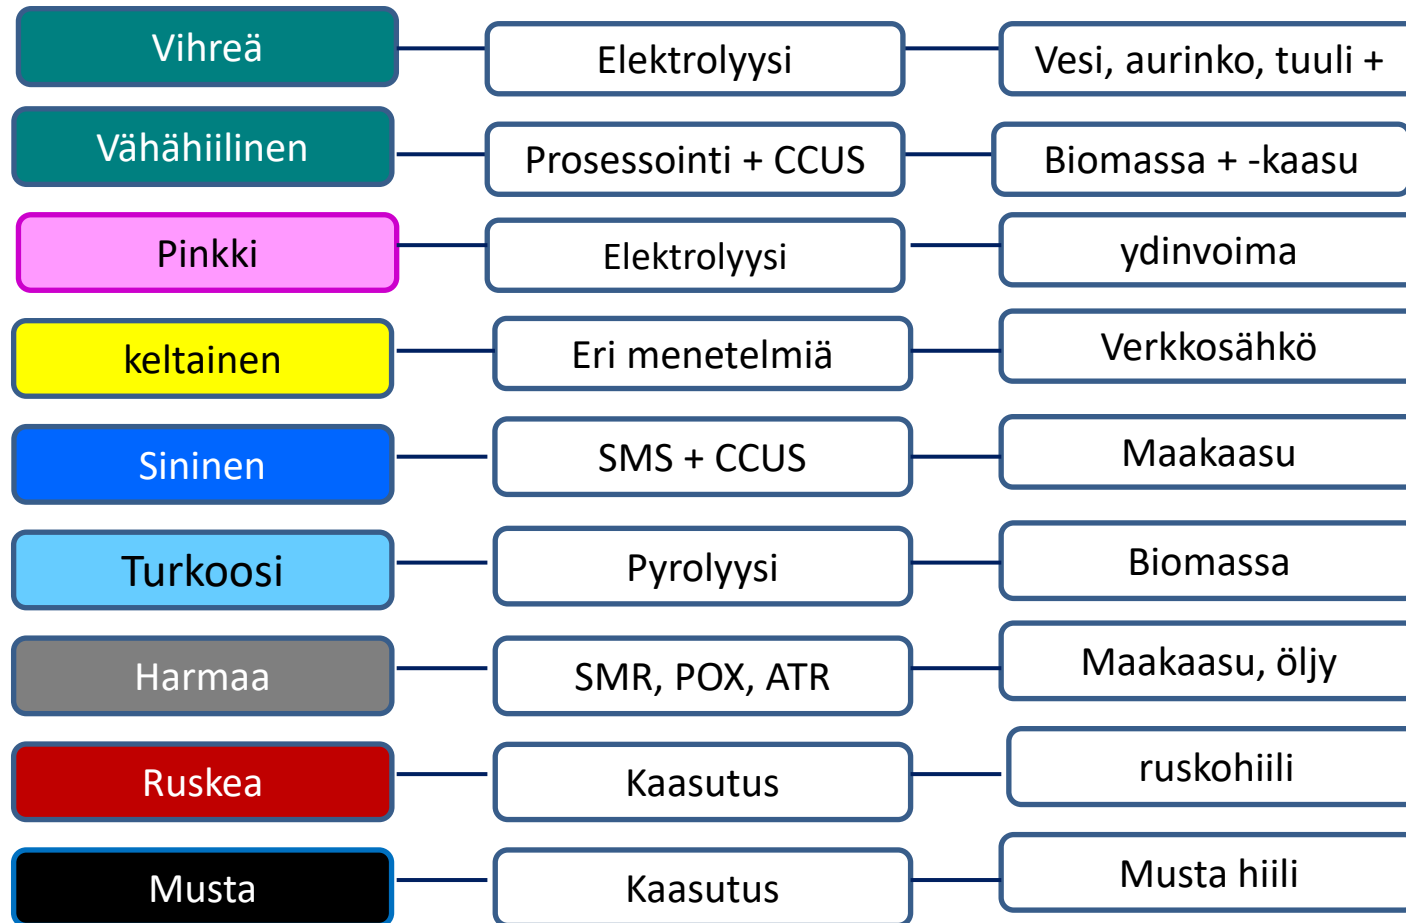 Vihreä
Elektrolyysi
Vesi, aurinko, tuuli +
Vähähiilinen
Prosessointi + CCUS
Biomassa + -kaasu
Pinkki
Elektrolyysi
ydinvoima
keltainen
Eri menetelmiä
Verkkosähkö
Sininen
SMS + CCUS
Maakaasu
Turkoosi
Pyrolyysi
Biomassa
Harmaa
SMR, POX, ATR
Maakaasu, öljy
Ruskea
Kaasutus
ruskohiili
Musta
Kaasutus
Musta hiili